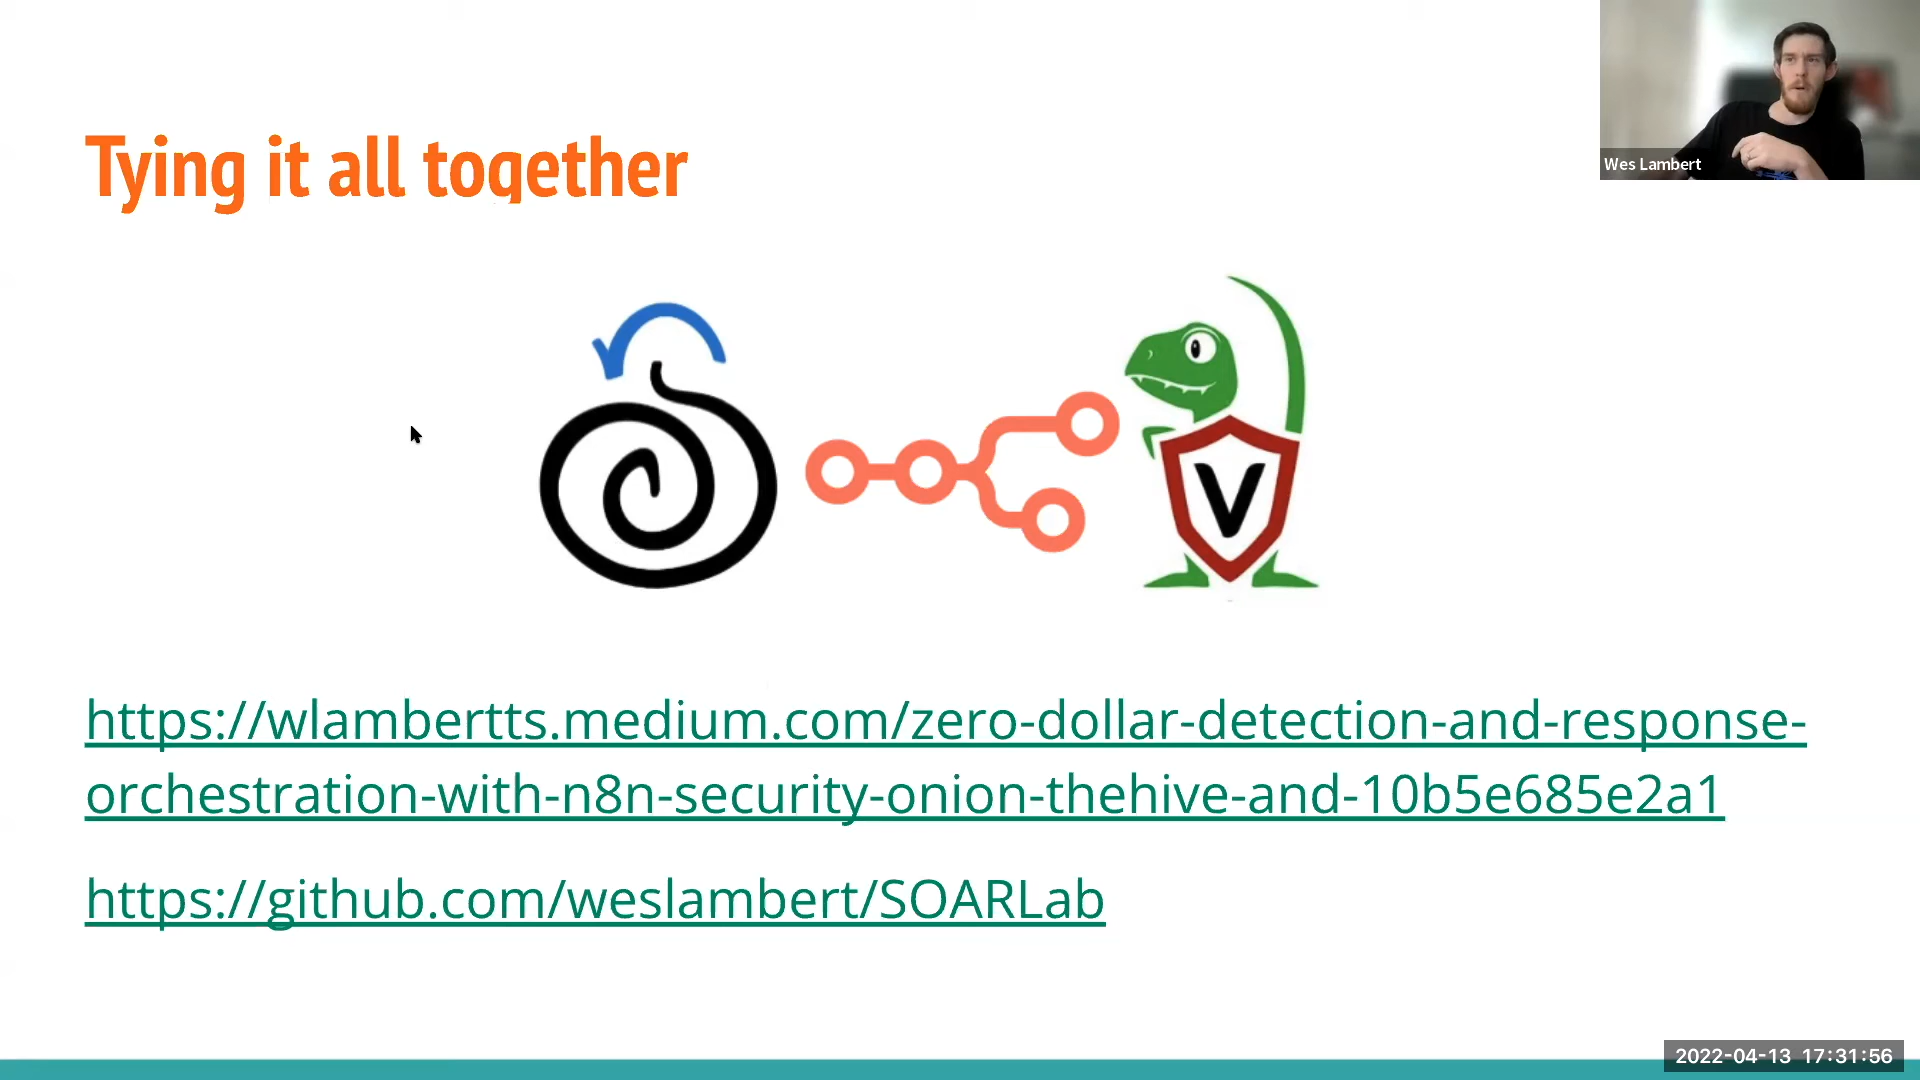 Wes Lambert
Tying it all together
V
https://wlambertts.medium.com/zero-dollar-detection-and-response-
orchestration-with-n8n-security-onion-thehive-and-10b5e685e2a1
https://github.com/weslambert/SOARLab
2022-04-13 17:31:56